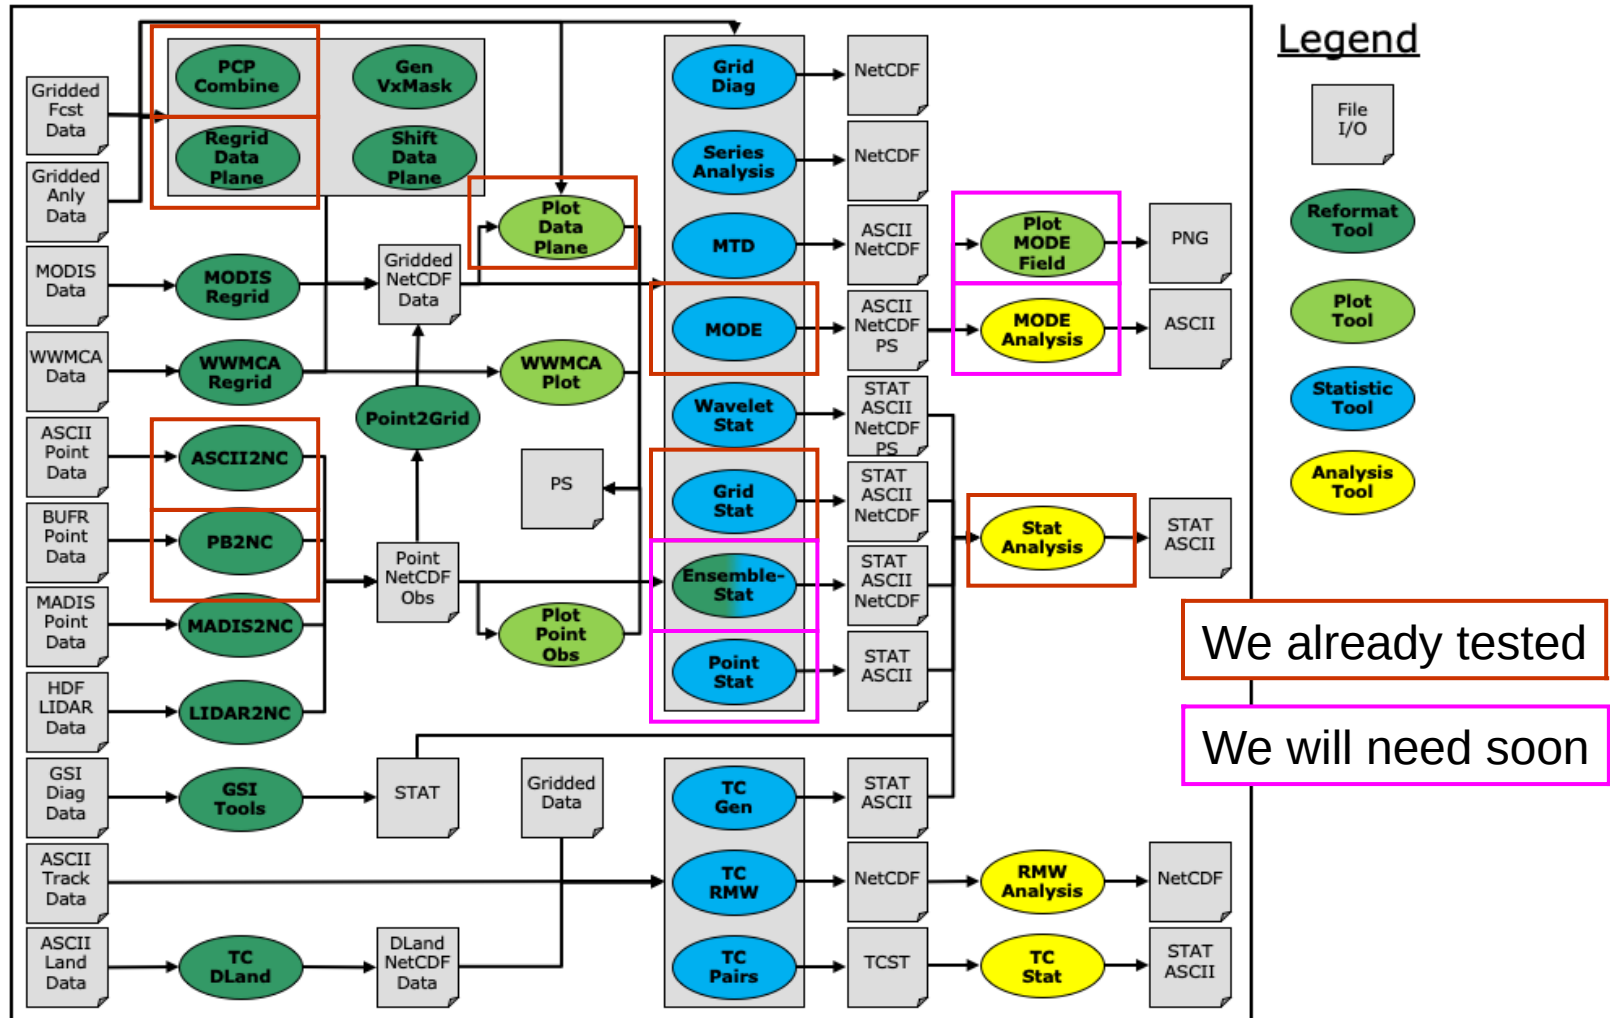 Legend
File
I/O
Reformat
Tool
Plot
Tool
Statistic
Tool
Analysis
Tool
We already tested
We will need soon
Gridded
Fcst
Data
Gridded
Anly
Data
MODIS
Data
WWMCA
Data
ASCII
Point
Data
BUFR
Point
Data
MADIS
Point
Data
HDF
LIDAR
Data
GSI
Diag
Data
ASCII
Track
Data
ASCII
Land
Data
PCP
Combine
Gen
VxMask
Regrid
Data
Plane
Shift
Data
Plane
MODIS
Regrid
WWMCA
Regrid
ASCII2NC
PB2NC
MADIS2NC
LIDAR2NC
GSI
Tools
TC
DLand
Gridded
NetCDF
Data
Point2Grid
Point
NetCDF
Obs
STAT
DLand
NetCDF
Data
Plot
Data
Plane
WWMCA
Plot
PS
Plot
Point
Obs
Gridded
Data
Grid
Diag
Series
Analysis
MTD
MODE
Wavelet
Stat
Grid
Stat
Ensemble-
Stat
Point
Stat
TC
Gen
TC
RMW
TC
Pairs
NetCDF
NetCDF
ASCII
NetCDF
ASCII
NetCDF
PS
STAT
ASCII
NetCDF
PS
STAT
ASCII
NetCDF
STAT
ASCII
NetCDF
STAT
ASCII
STAT
ASCII
NetCDF
TCST
Plot
MODE
Field
MODE
Analysis
Stat
Analysis
RMW
Analysis
TC
Stat
PNG
ASCII
STAT
ASCII
NetCDF
STAT
ASCII